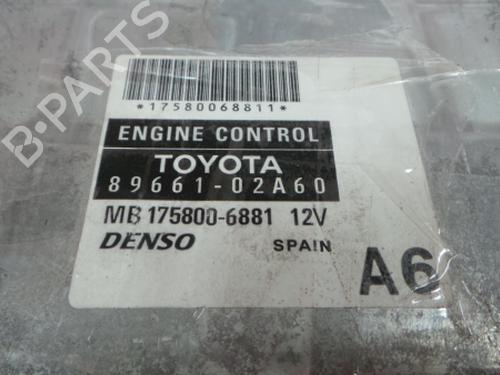 *17580068811*
ENGINE CONTROL
TOYOTA
89661-02A60
MB 175800-6881 12V
DENSO SPAIN
A6
B-PARTS